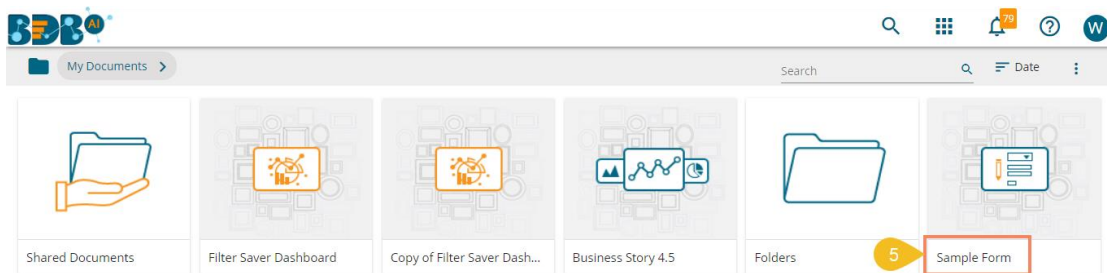 BDB AI
79
W
My Documents
Search
Date
Shared Documents
Filter Saver Dashboard
Copy of Filter Saver Dash...
Business Story 4.5
Folders
5
Sample Form